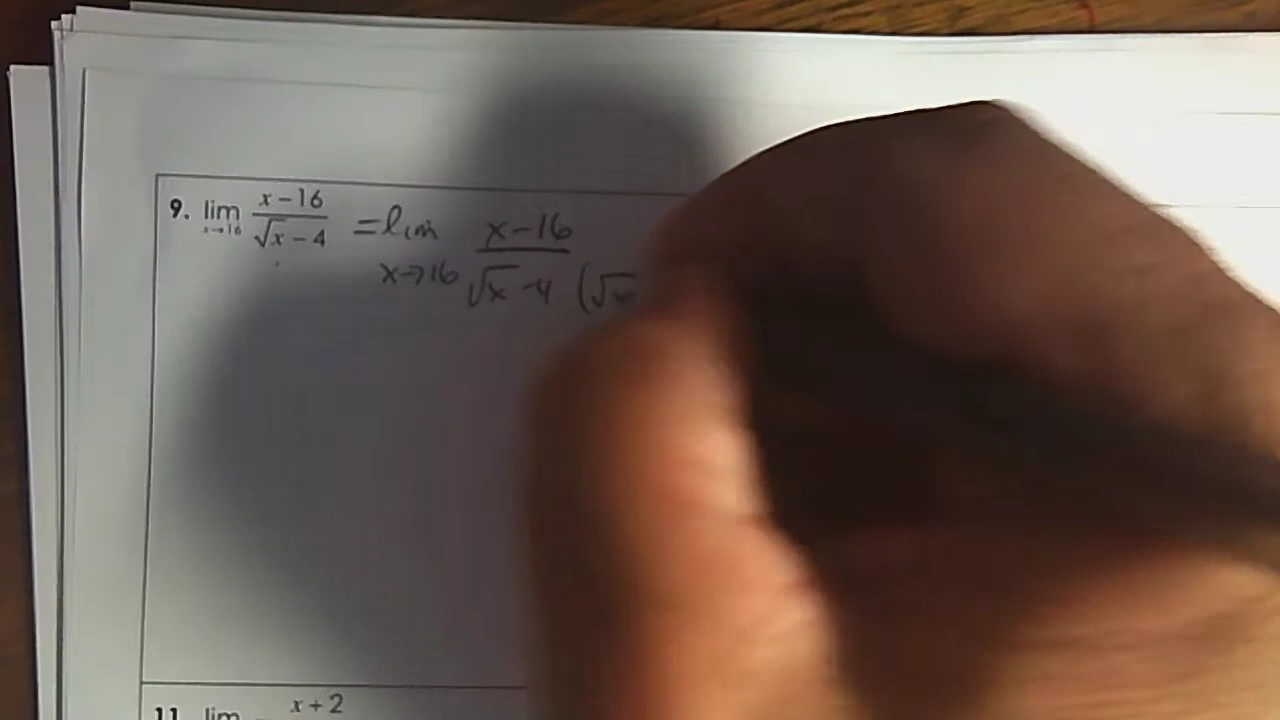 9. lim x→16 x-16 / √x - 4 = lim x→16 x-16 / √x -4 (√x
11. lim x+2